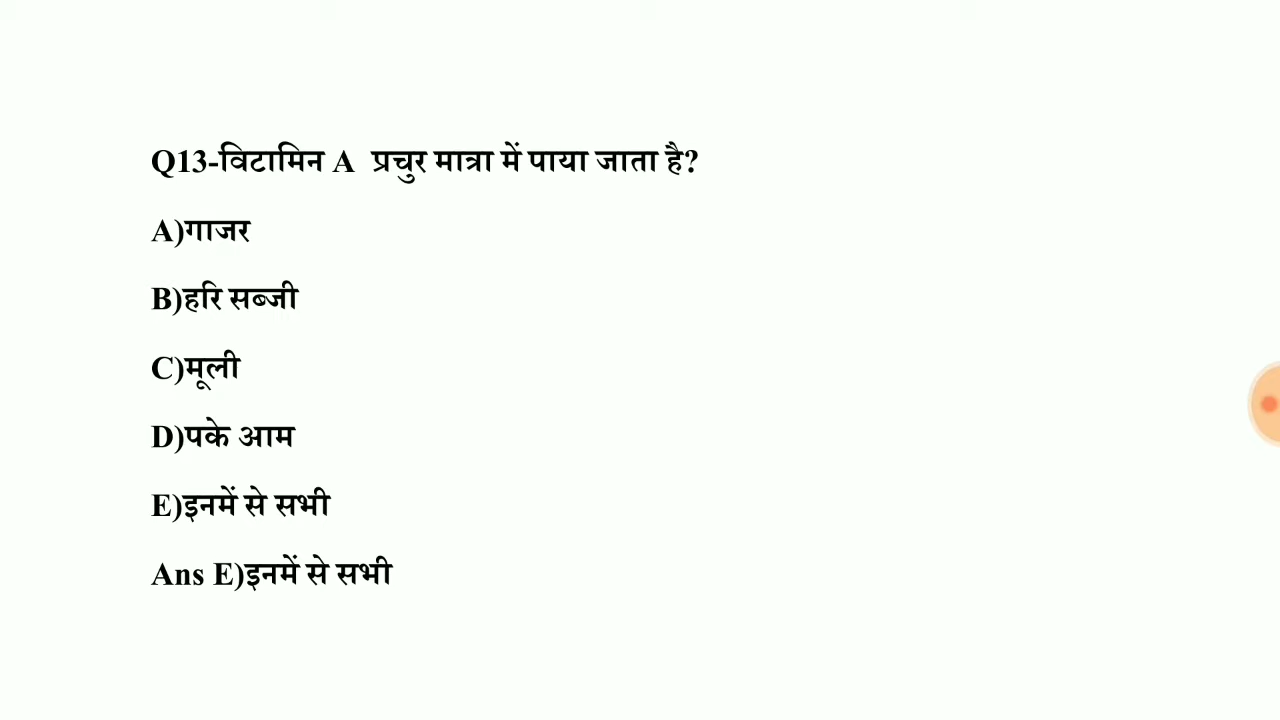 Q13-विटामिन A प्रचुर मात्रा में पाया जाता है?
A)गाजर
B)हरि सब्जी
C)मूली
D)पके आम
E)इनमें से सभी
Ans E)इनमें से सभी